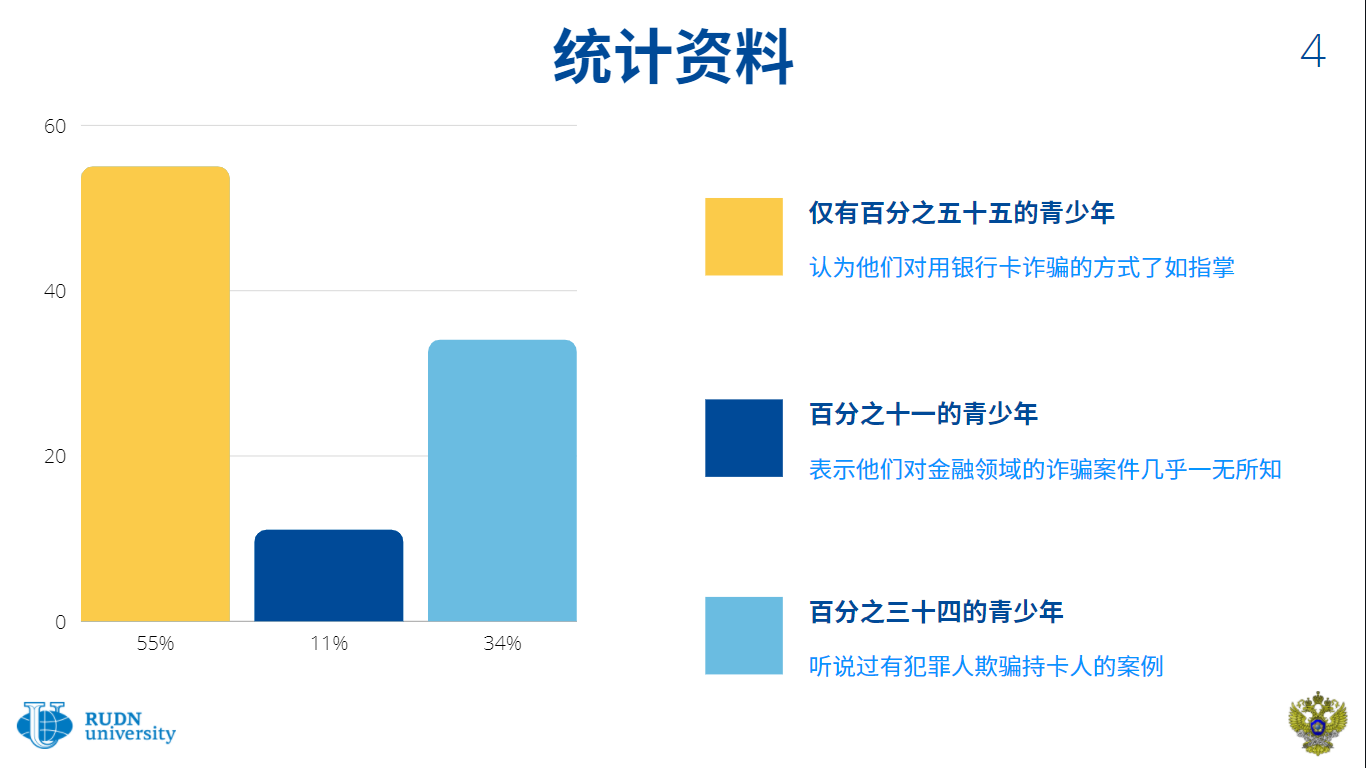 统计资料
4
60
40
20
0
55%
11%
34%
仅有百分之五十五的青少年
认为他们对用银行卡诈骗的方式了如指掌
百分之十一的青少年
表示他们对金融领域的诈骗案件几乎一无所知
百分之三十四的青少年
听说过有犯罪人欺骗持卡人的案例
RUDN
university